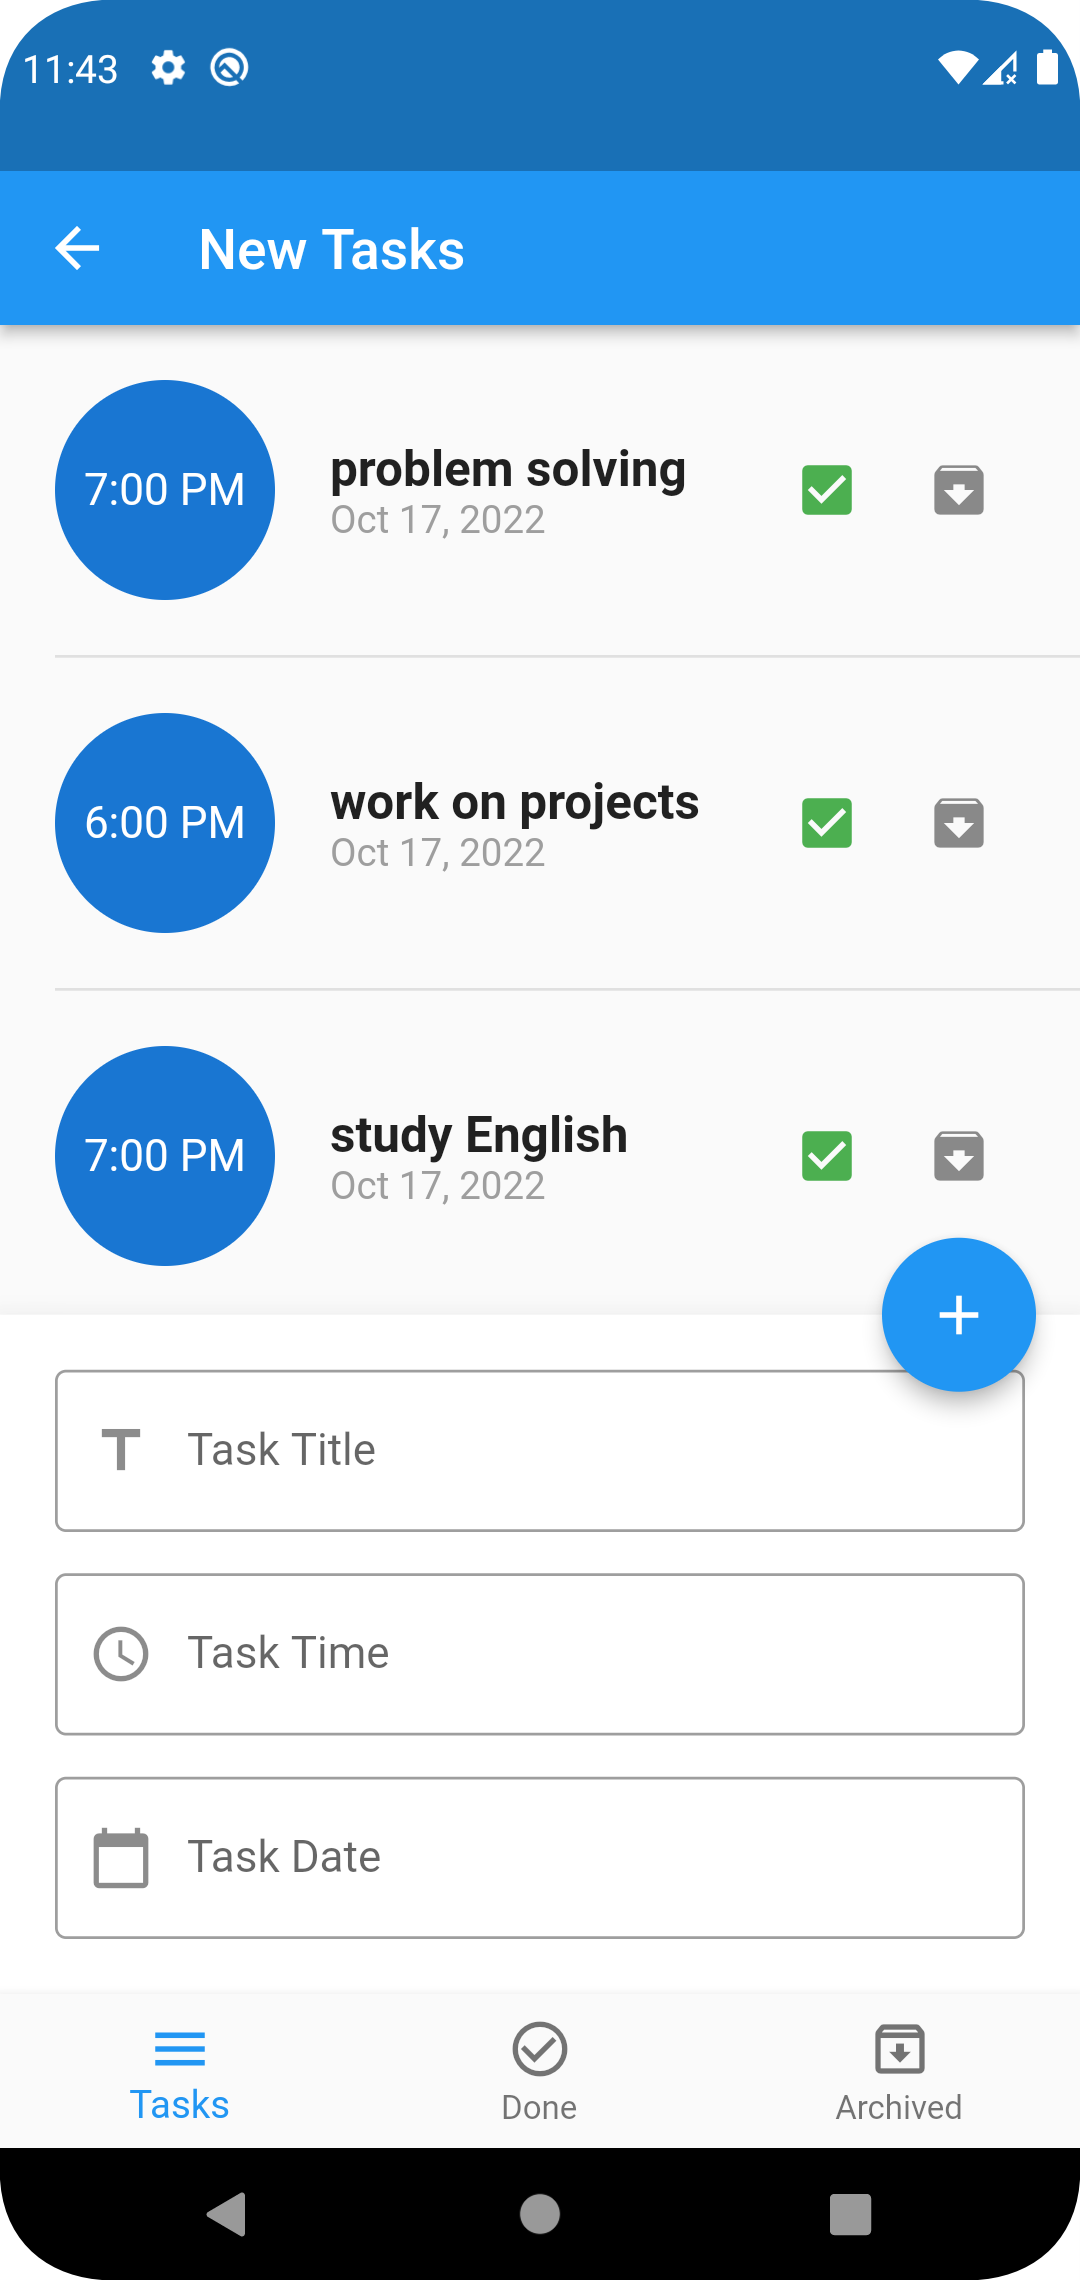 11:43
New Tasks
7:00 PM
problem solving
Oct 17, 2022
6:00 PM
work on projects
Oct 17, 2022
7:00 PM
study English
Oct 17, 2022
Task Title
Task Time
Task Date
Tasks
Done
Archived